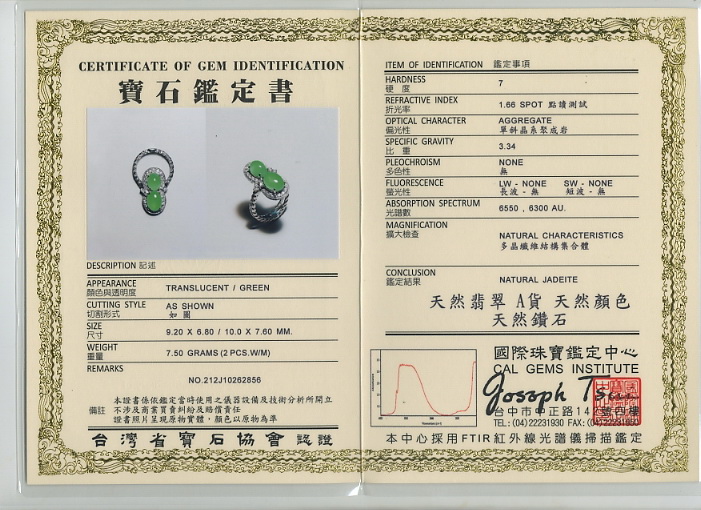 CERTIFICATE OF GEM IDENTIFICATION
寶石鑑定書
DESCRIPTION 記述
APPEARANCE TRANSLUCENT / GREEN
顏色與透明度
CUTTING STYLE AS SHOWN
切割形式 如圖
SIZE 9.20 X 6.80 / 10.0 X 7.60 MM.
尺寸
WEIGHT 7.50 GRAMS (2 PCS.W/M)
重量
REMARKS
NO.212J10262856
本證書係依鑑定當時使用之儀器設備及技術分析所開立
備註 不涉及商業買賣糾紛及賠償責任
證書照片呈現原物實體，顏色以原物為準
台灣省寶石協會認證
ITEM OF IDENTIFICATION 鑑定事項
HARDNESS 7
硬度
REFRACTIVE INDEX 1.66 SPOT 點讀測試
折光率
OPTICAL CHARACTER AGGREGATE
偏光性 單斜晶系聚成岩
SPECIFIC GRAVITY 3.34
比重
PLEOCHROISM NONE
多色性 無
FLUORESCENCE LW - NONE SW - NONE
螢光性 長波 - 無 短波 - 無
ABSORPTION SPECTRUM 6550 , 6300 AU.
光譜數
MAGNIFICATION
擴大檢查 NATURAL CHARACTERISTICS
多晶纖維結構集合體
CONCLUSION NATURAL JADEITE
鑑定結果
天然翡翠 A貨 天然顏色
天然鑽石
國際珠寶鑑定中心
CAL GEMS INSTITUTE
Joseph Tsui
台中市中正路14 號四樓
TEL:(04)22231930 FAX:(04)22231950
本中心採用FTIR紅外線光譜儀掃描鑑定